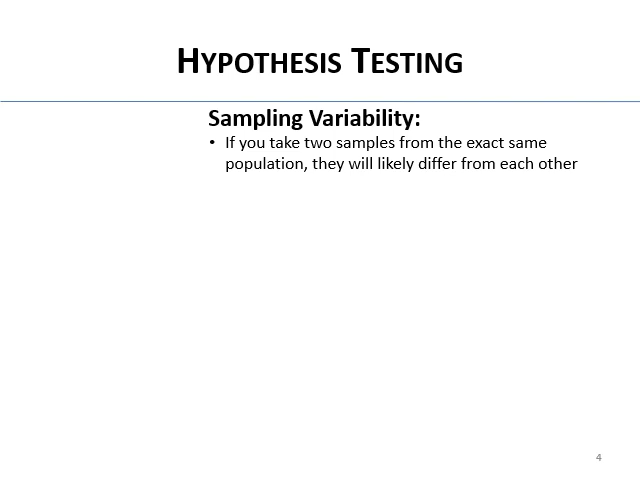 HYPOTHESIS TESTING
Sampling Variability:
• If you take two samples from the exact same
population, they will likely differ from each other
4